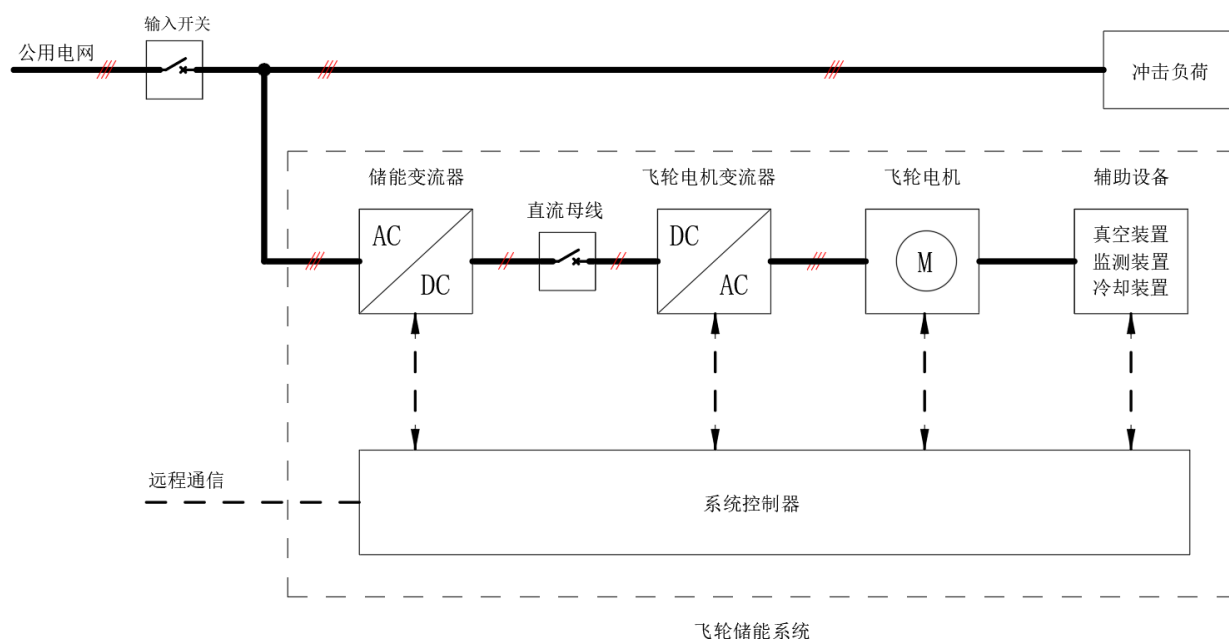 输入开关
公用电网
冲击负荷
储能变流器
飞轮电机变流器
飞轮电机
辅助设备
直流母线
AC
DC
DC
AC
M
真空装置
监测装置
冷却装置
远程通信
系统控制器
飞轮储能系统